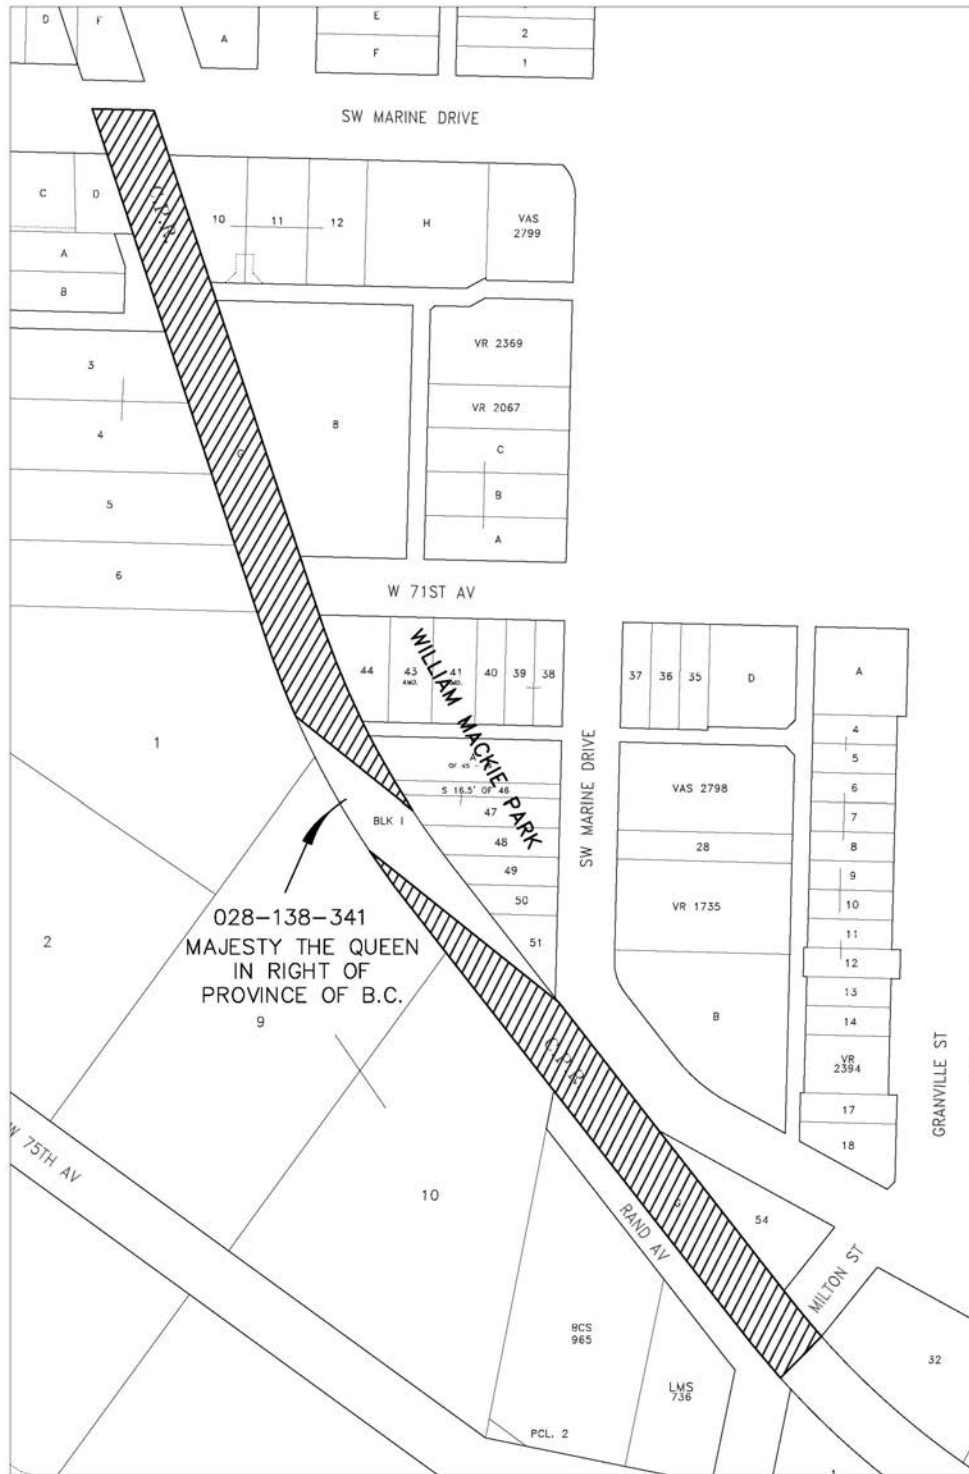 D F
A
E
F
2
1
SW MARINE DRIVE
C D
C.P.R.
10 11 12 H
VAS
2799
A
B
3
4
5
6
G
8
VR 2369
VR 2067
C
B
A
W 71ST AV
44 43 41 40 39 38
AMD.
AMD.
WILLIAM MACKIE PARK
37 36 35 D
A
1
A
OF 45
S 16.5' OF 46
47
48
49
50
51
BLK 1
SW MARINE DRIVE
VAS 2798
28
VR 1735
B
4
5
6
7
8
9
10
11
12
13
14
VR
2394
17
18
GRANVILLE ST
028-138-341
MAJESTY THE QUEEN
IN RIGHT OF
PROVINCE OF B.C.
2
9
C.P.R.
W 75TH AV
10
G
54
RAND AV
MILTON ST
BCS
965
LMS
736
32
PCL. 2